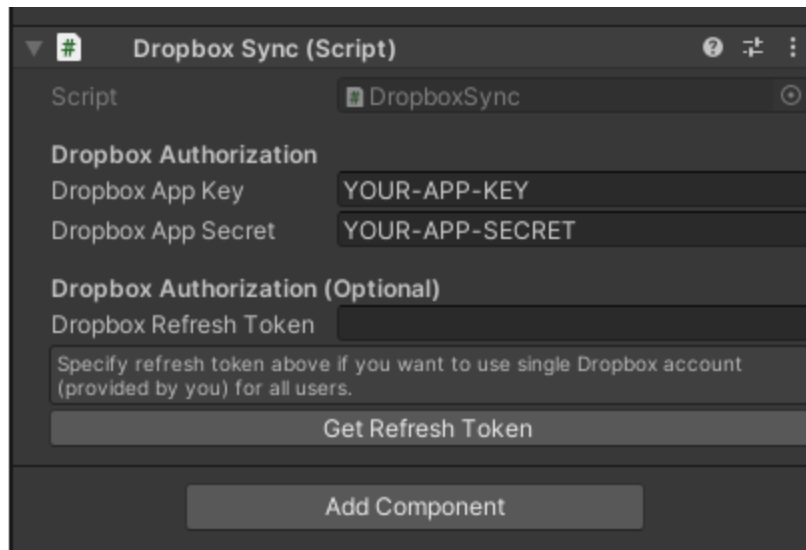 Dropbox Sync (Script)
Script DropboxSync
Dropbox Authorization
Dropbox App Key YOUR-APP-KEY
Dropbox App Secret YOUR-APP-SECRET
Dropbox Authorization (Optional)
Dropbox Refresh Token
Specify refresh token above if you want to use single Dropbox account
(provided by you) for all users.
Get Refresh Token
Add Component